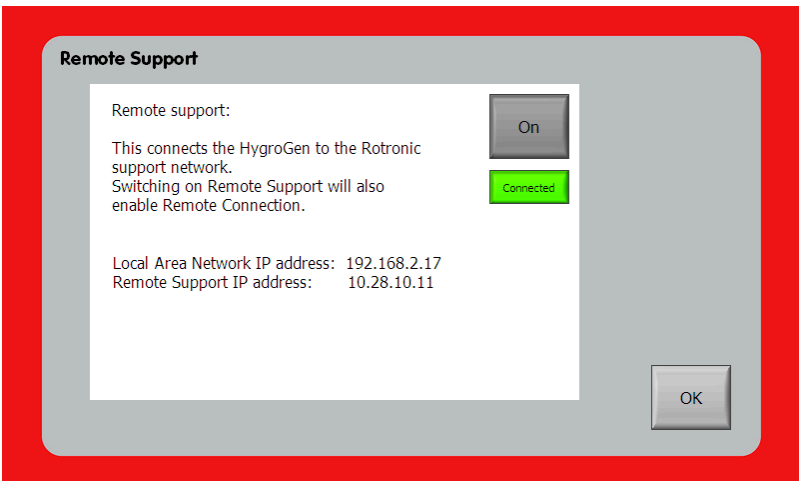 Remote Support
Remote support:
On
This connects the HygroGen to the Rotronic
support network.
Switching on Remote Support will also
enable Remote Connection.
Connected
Local Area Network IP address: 192.168.2.17
Remote Support IP address: 10.28.10.11
OK